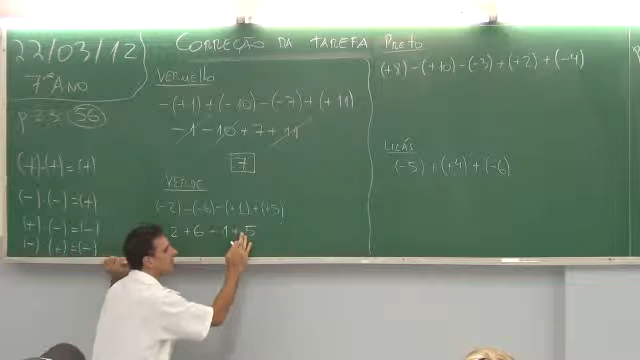 22/03/12
7º Ano
p 23 56
(+)·(+)=(+)
(-)·(-)=(+)
(+)·(-)=(-)
(-)·(+)=(-)
CORREÇÃO DA TAREFA
VERMELHO
-(+1)+(-10)-(-7)+(+11)
-1-10+7+11
7
VERDE
(-2)-(-6)-(+1)+(+5)
2+6-1+5
PRETO
(+8)-(+10)-(-3)+(+2)+(-4)
LILÁS
(-5)+(+4)+(-6)